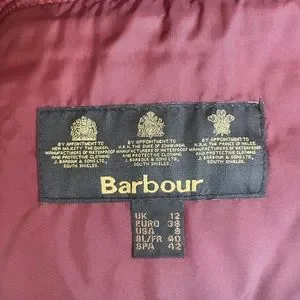 BY APPOINTMENT TO
HER MAJESTY THE QUEEN,
MANUFACTURERS OF WATERPROOF
AND PROTECTIVE CLOTHING
J. BARBOUR & SONS LTD.
SOUTH SHIELDS.
BY APPOINTMENT TO
H.R.H. THE DUKE OF EDINBURGH,
MANUFACTURERS OF WATERPROOF
AND PROTECTIVE CLOTHING
J. BARBOUR & SONS LTD.
SOUTH SHIELDS.
BY APPOINTMENT TO
H.R.H. THE PRINCE OF WALES,
MANUFACTURERS OF WATERPROOF
AND PROTECTIVE CLOTHING
J. BARBOUR & SONS LTD.
SOUTH SHIELDS.
Barbour
UK 12
EURO 38
USA 8
BL/FR 40
SPA 42